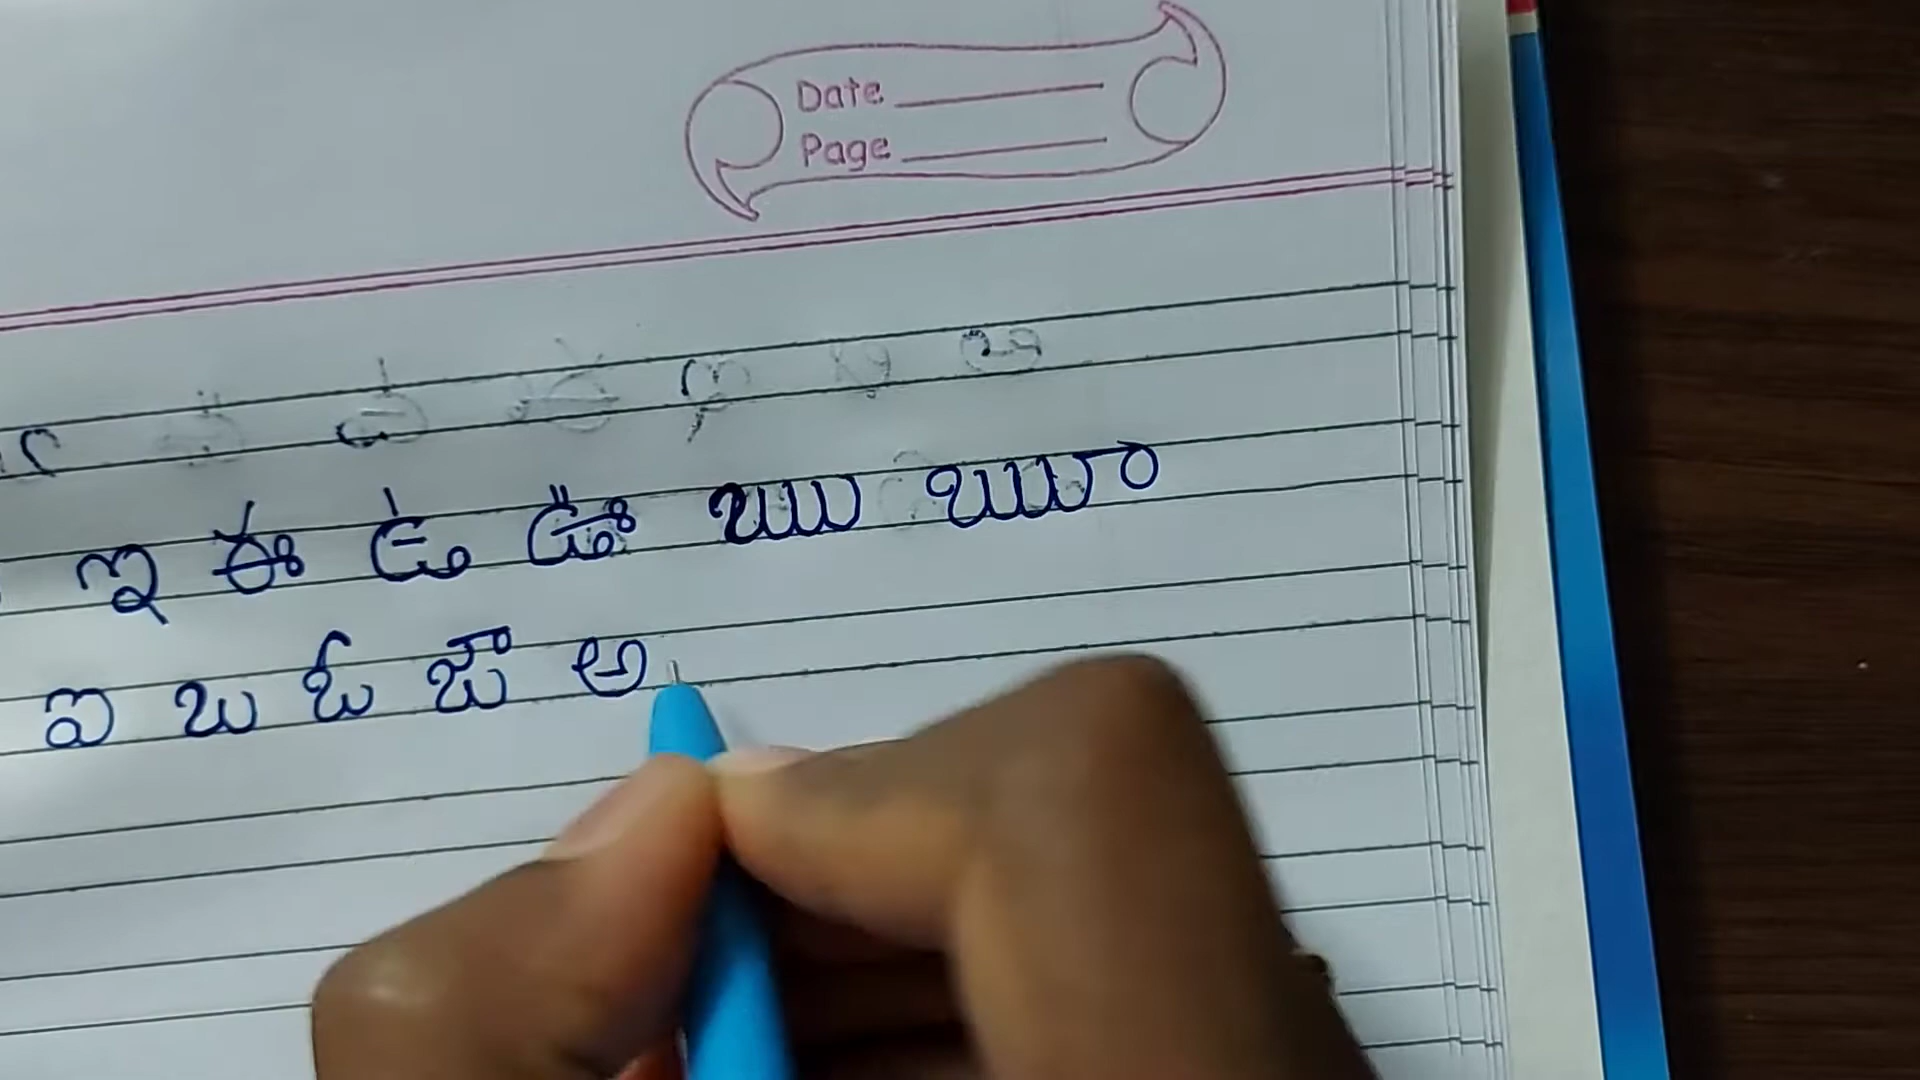 Date
Page
ఇ ఈ ఉ ఊ ఋ ౠ
ఐ ఒ ఓ ఔ అ